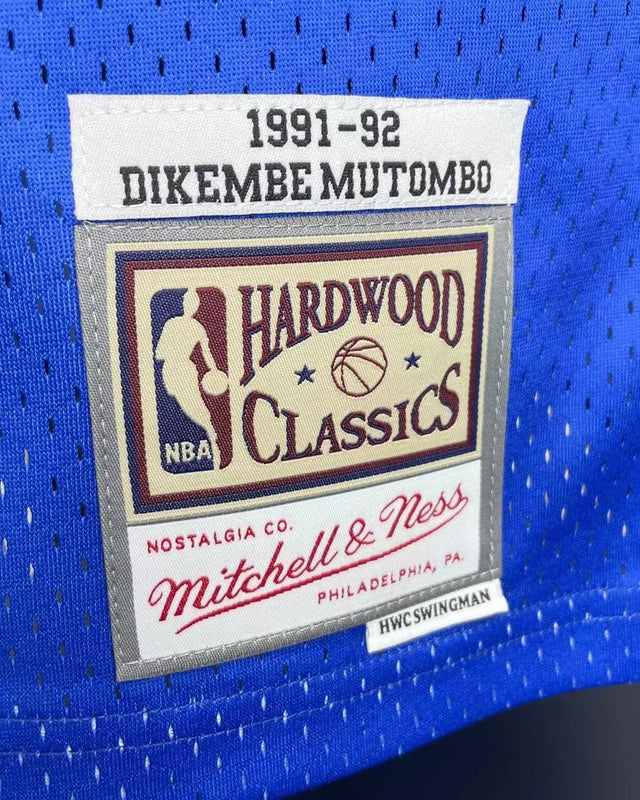 1991-92
DIKEMBE MUTOMBO
HARDWOOD
CLASSICS
NBA
NOSTALGIA CO.
Mitchell & Ness
PHILADELPHIA, PA.
HWC SWINGMAN